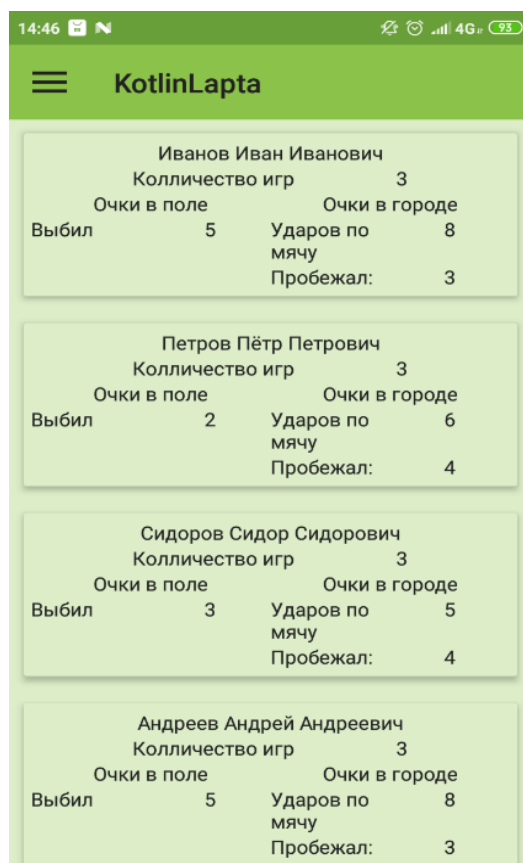 14:46 4G 93
KotlinLapta
Иванов Иван Иванович
Колличество игр 3
Очки в поле Очки в городе
Выбил 5 Ударов по 8
мячу
Пробежал: 3
Петров Пётр Петрович
Колличество игр 3
Очки в поле Очки в городе
Выбил 2 Ударов по 6
мячу
Пробежал: 4
Сидоров Сидор Сидорович
Колличество игр 3
Очки в поле Очки в городе
Выбил 3 Ударов по 5
мячу
Пробежал: 4
Андреев Андрей Андреевич
Колличество игр 3
Очки в поле Очки в городе
Выбил 5 Ударов по 8
мячу
Пробежал: 3